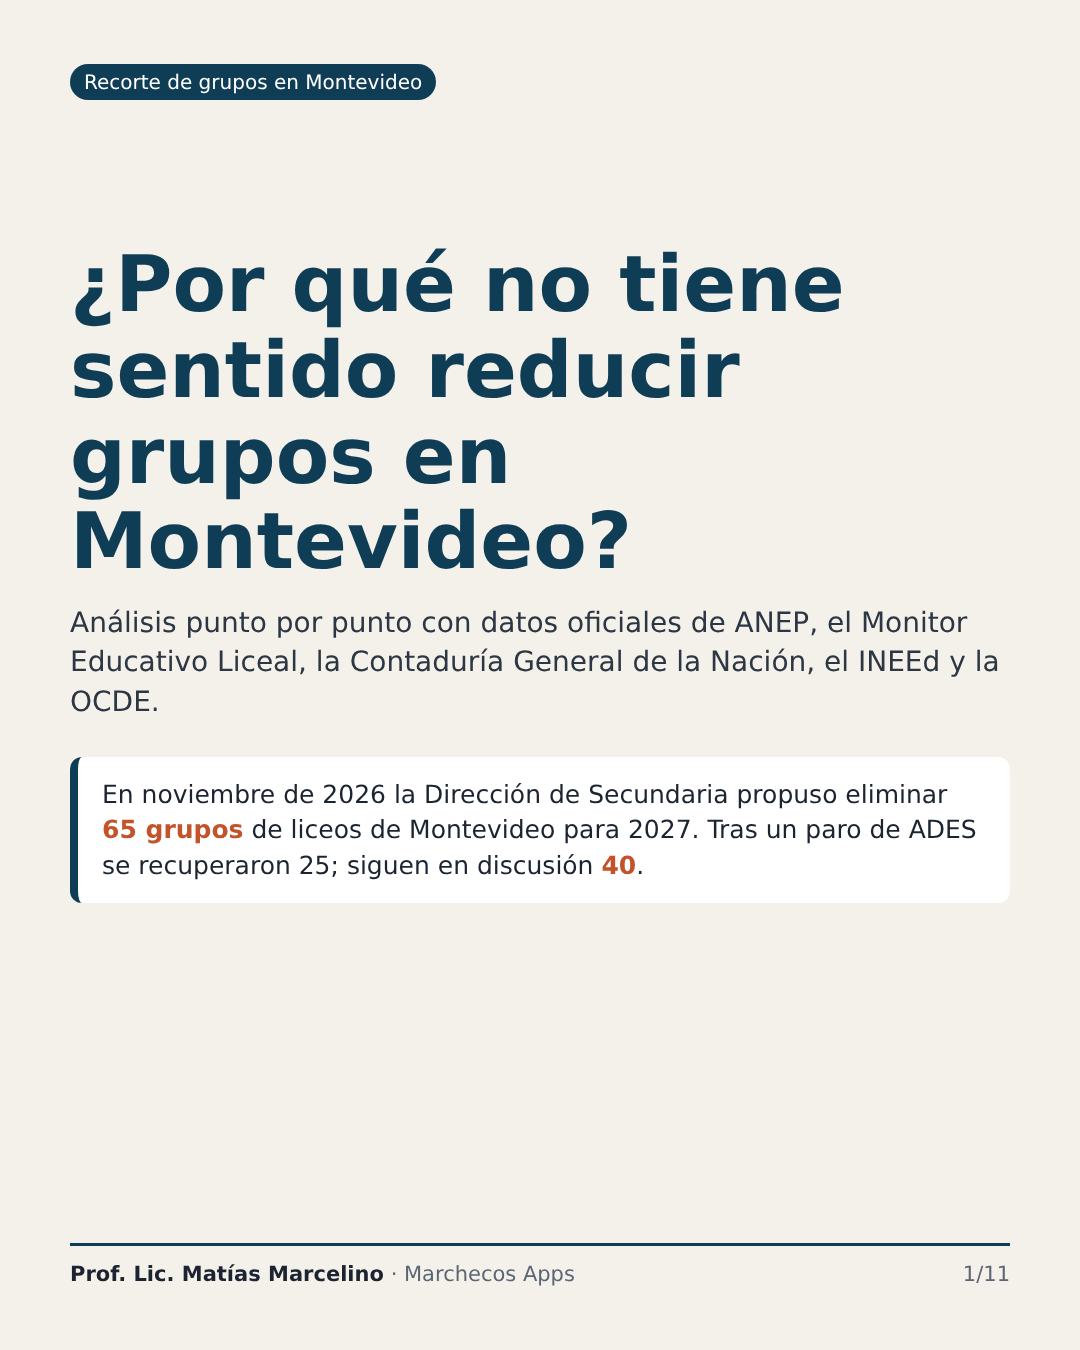 Recorte de grupos en Montevideo
¿Por qué no tiene
sentido reducir
grupos en
Montevideo?
Análisis punto por punto con datos oficiales de ANEP, el Monitor
Educativo Liceal, la Contaduría General de la Nación, el INEEd y la
OCDE.
En noviembre de 2026 la Dirección de Secundaria propuso eliminar
65 grupos de liceos de Montevideo para 2027. Tras un paro de ADES
se recuperaron 25; siguen en discusión 40.
Prof. Lic. Matías Marcelino · Marchecos Apps
1/11